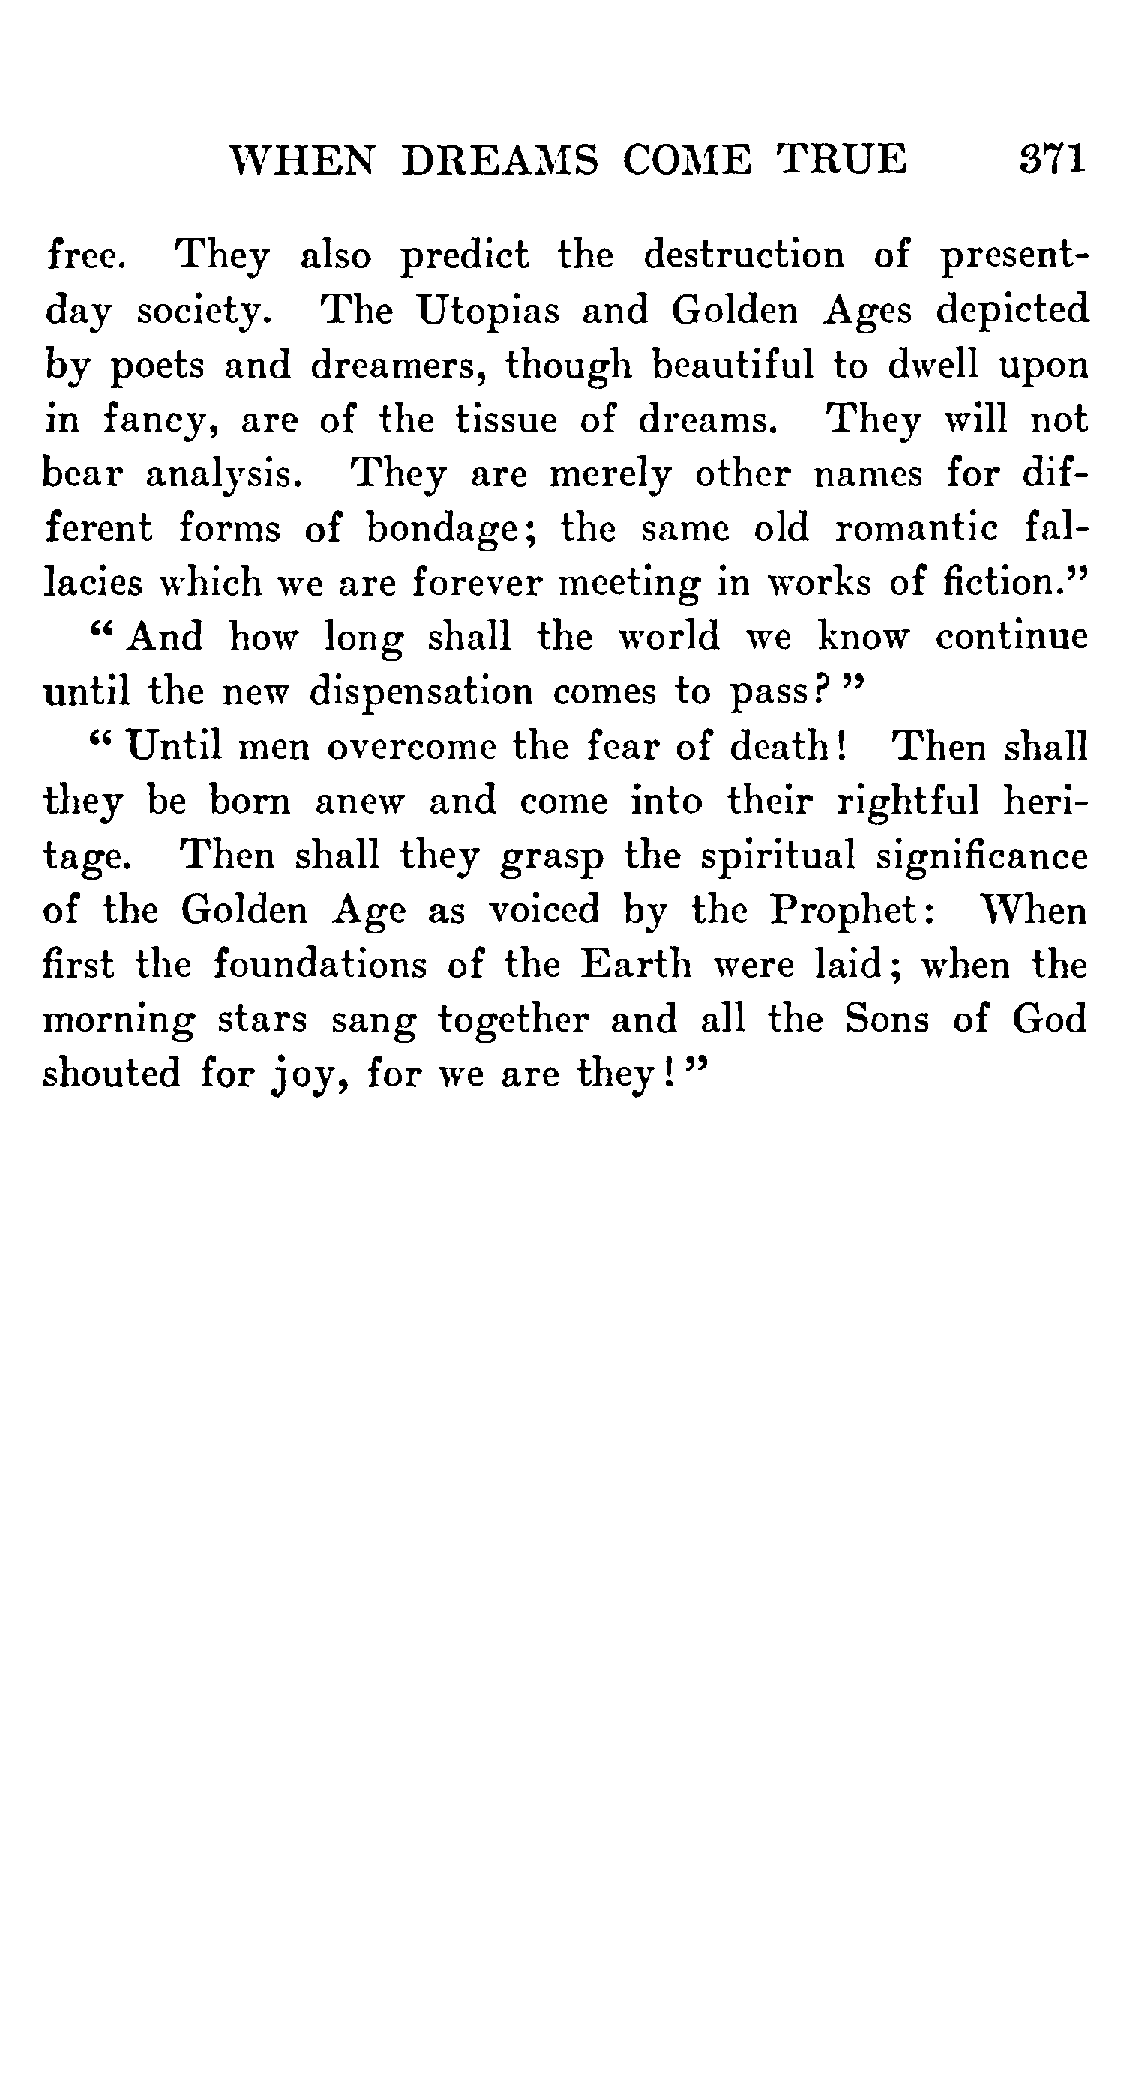 WHEN DREAMS COME TRUE 371
free. They also predict the destruction of present-
day society. The Utopias and Golden Ages depicted
by poets and dreamers, though beautiful to dwell upon
in fancy, are of the tissue of dreams. They will not
bear analysis. They are merely other names for dif-
ferent forms of bondage; the same old romantic fal-
lacies which we are forever meeting in works of fiction.”
“ And how long shall the world we know continue
until the new dispensation comes to pass? ”
“ Until men overcome the fear of death! Then shall
they be born anew and come into their rightful heri-
tage. Then shall they grasp the spiritual significance
of the Golden Age as voiced by the Prophet: When
first the foundations of the Earth were laid; when the
morning stars sang together and all the Sons of God
shouted for joy, for we are they! ”